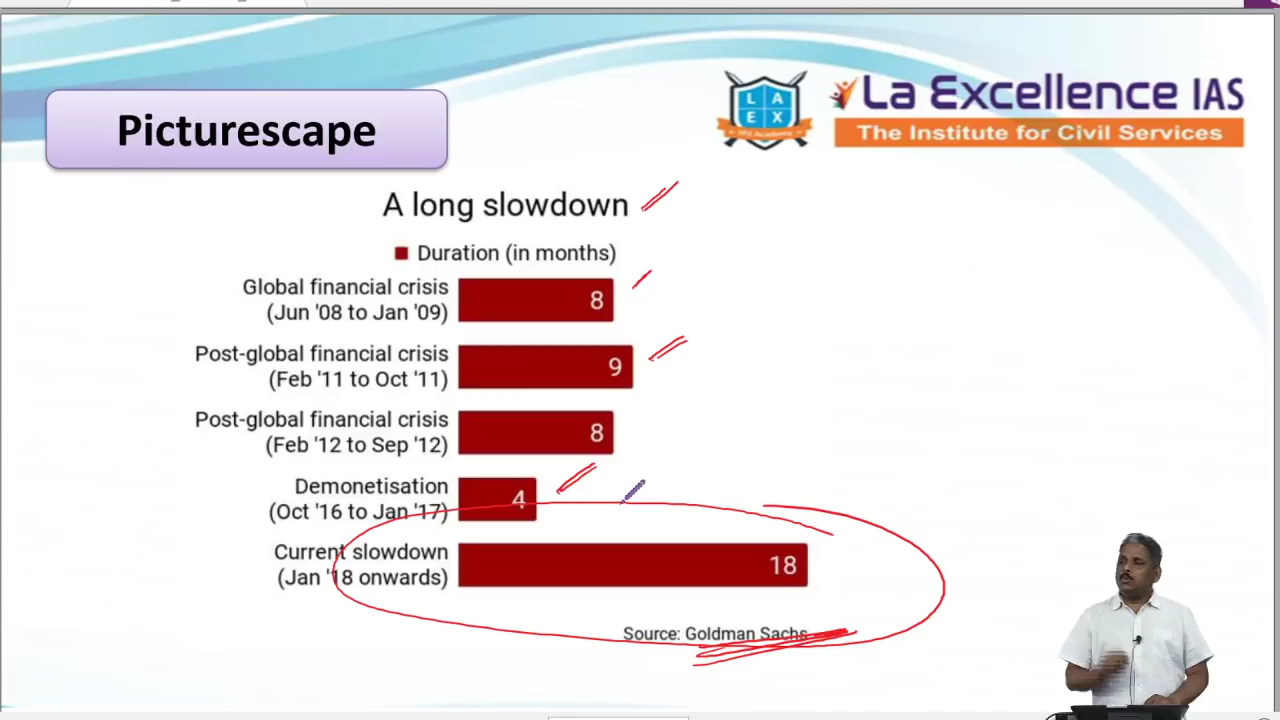 Picturescape
L A
E X
La Excellence IAS
The Institute for Civil Services
A long slowdown
Duration (in months)
Global financial crisis
(Jun '08 to Jan '09)
8
Post-global financial crisis
(Feb '11 to Oct '11)
9
Post-global financial crisis
(Feb '12 to Sep '12)
8
Demonetisation
(Oct '16 to Jan '17)
4
Current slowdown
(Jan '18 onwards)
18
Source: Goldman Sachs